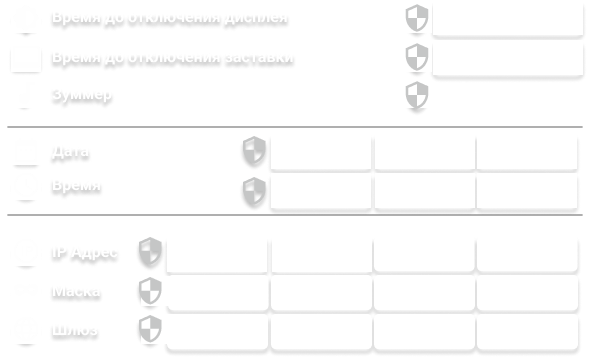 Время до отключения дисплея
Время до отключения заставки
Зуммер
Дата
Время
IP Адрес
Маска
Шлюз